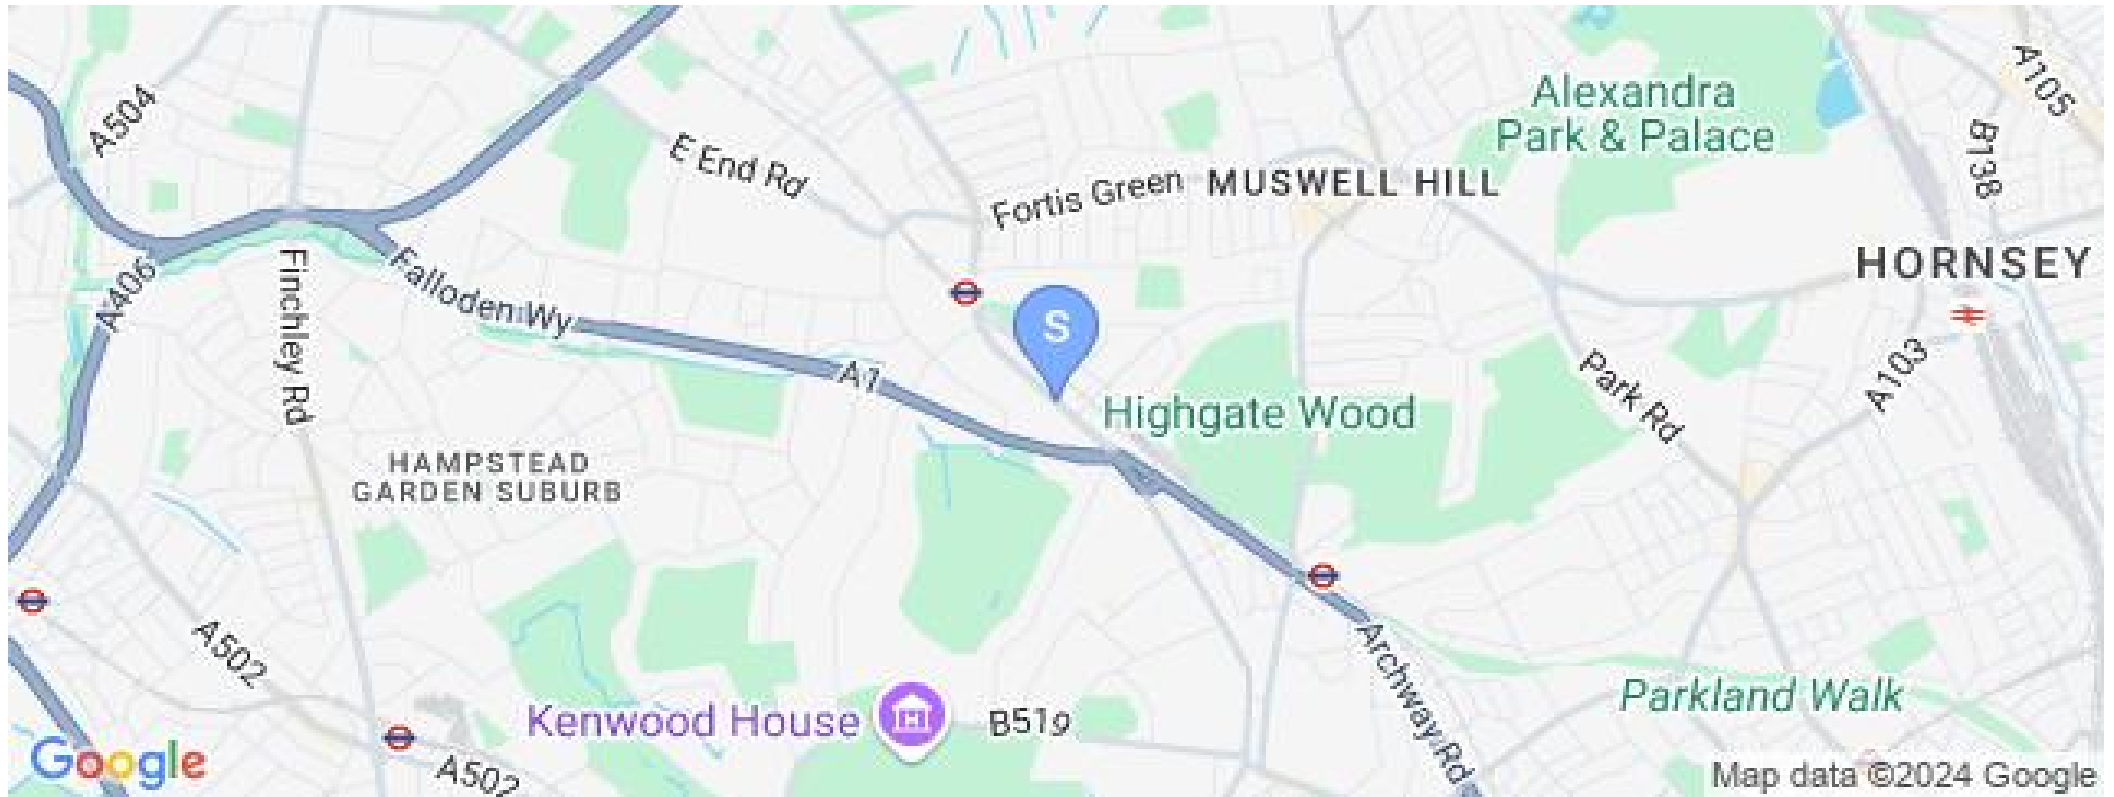 A504
E End Rd
Alexandra
Park & Palace
A105
B138
Fortis Green
MUSWELL HILL
HORNSEY
A406
Finchley Rd
Falloden Wy
S
A1
Highgate Wood
Park Rd
A103
HAMPSTEAD
GARDEN SUBURB
A502
Archway Rd
Parkland Walk
Kenwood House
B519
Google
A502
Map data ©2024 Google